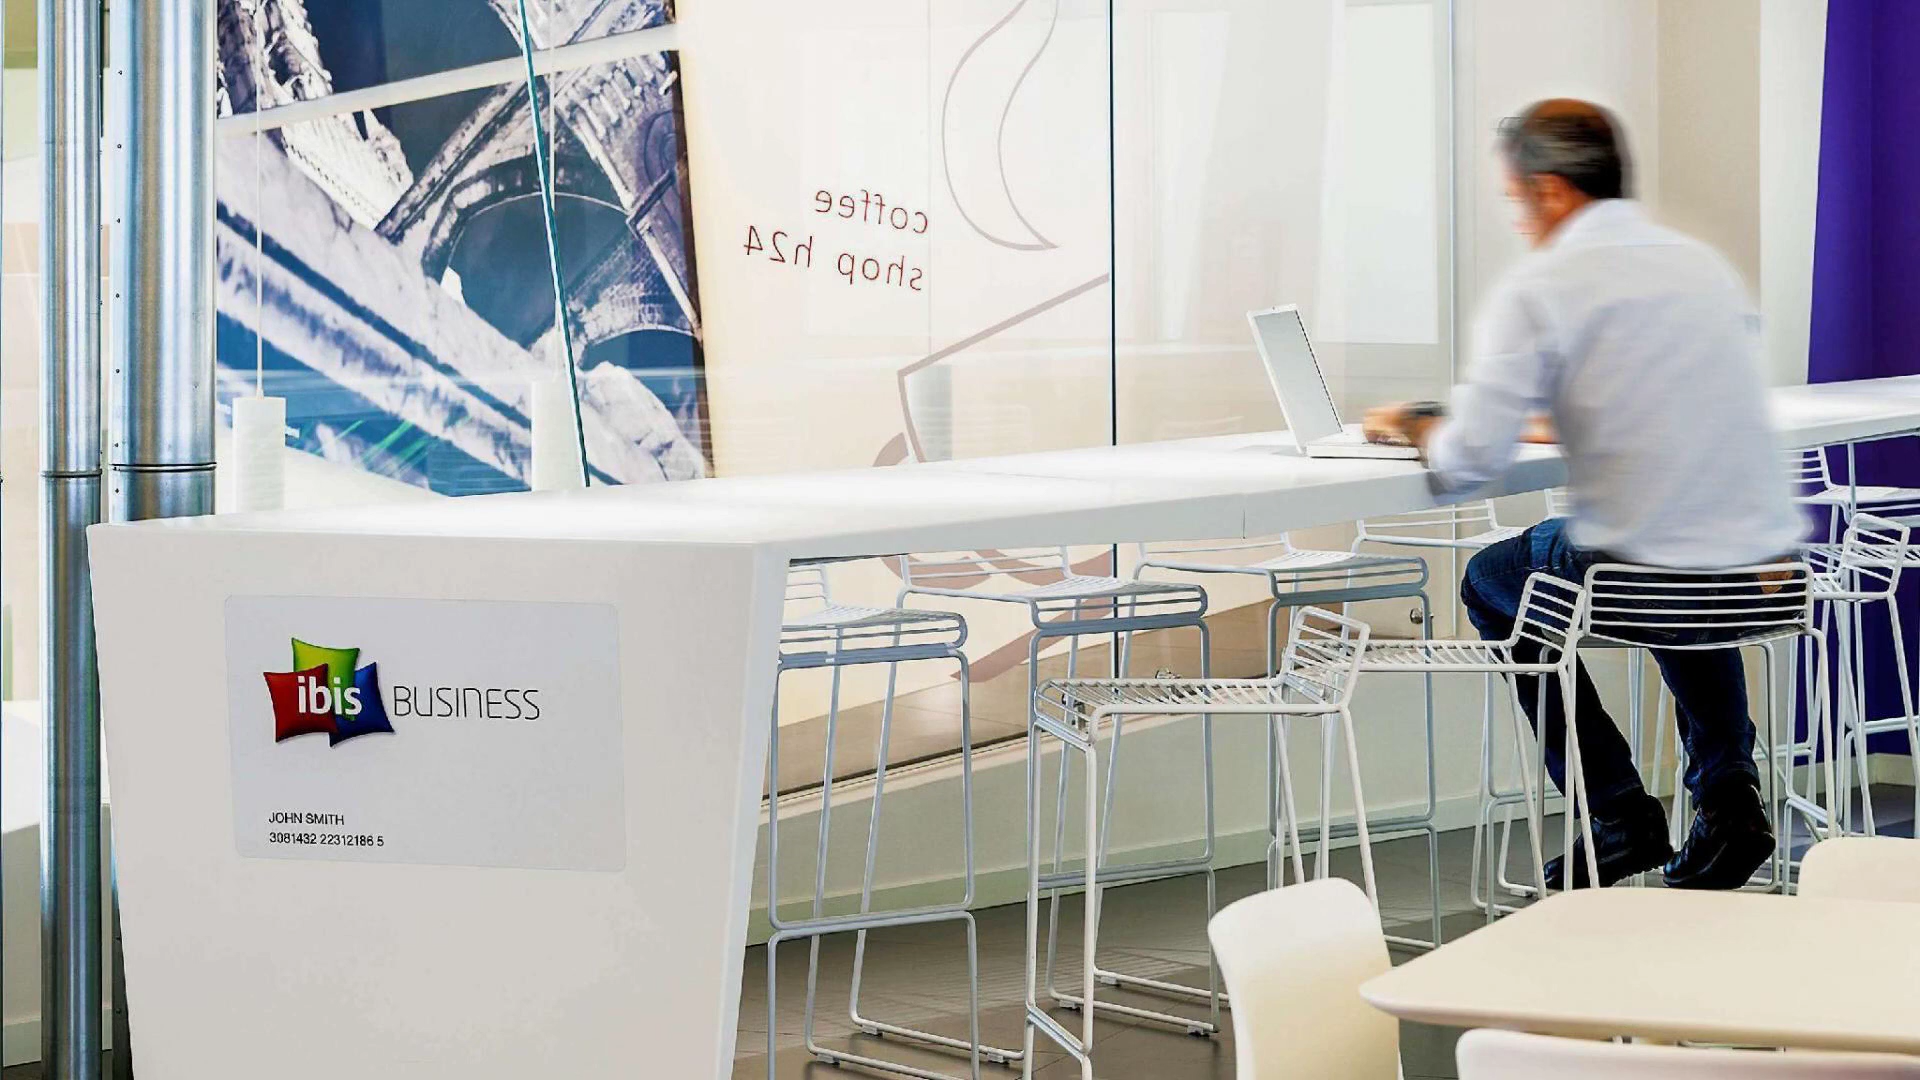 coffee
shop h24
ibis BUSINESS
JOHN SMITH
3081432 22312186 5